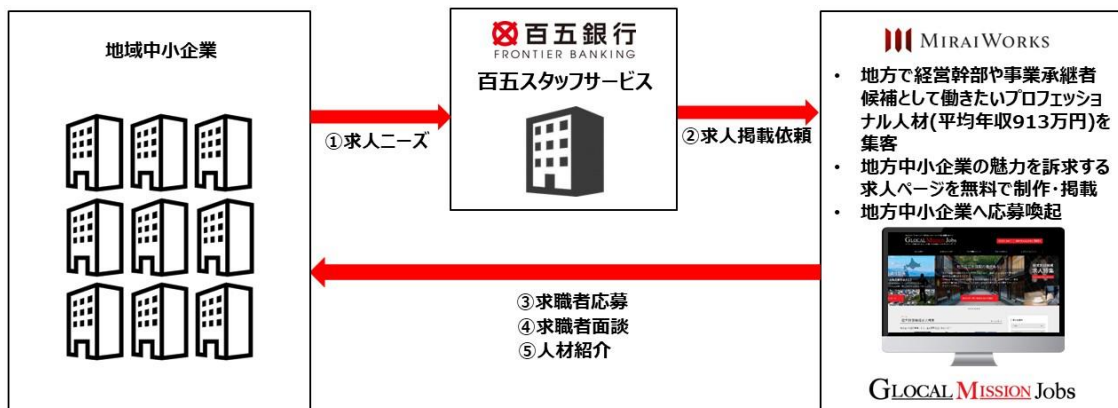 地域中小企業
①求人ニーズ
百五銀行
FRONTIER BANKING
百五スタッフサービス
②求人掲載依頼
MIRAIWORKS
• 地方で経営幹部や事業承継者
候補として働きたいプロフェッショ
ナル人材(平均年収913万円)を
集客
• 地方中小企業の魅力を訴求する
求人ページを無料で制作・掲載
• 地方中小企業へ応募喚起
GLOCAL MISSION JOBS
求人特集
③求職者応募
④求職者面談
⑤人材紹介
GLOCAL MISSION JOBS